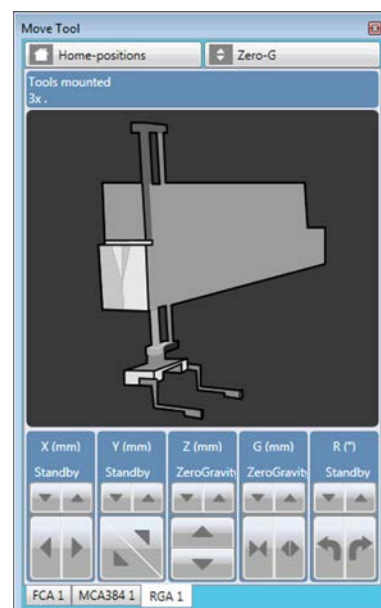 Move Tool
Home-positions Zero-G
Tools mounted
3x .
X (mm) Y (mm) Z (mm) G (mm) R (°)
Standby Standby ZeroGravity ZeroGravity Standby
FCA 1 MCA384 1 RGA 1